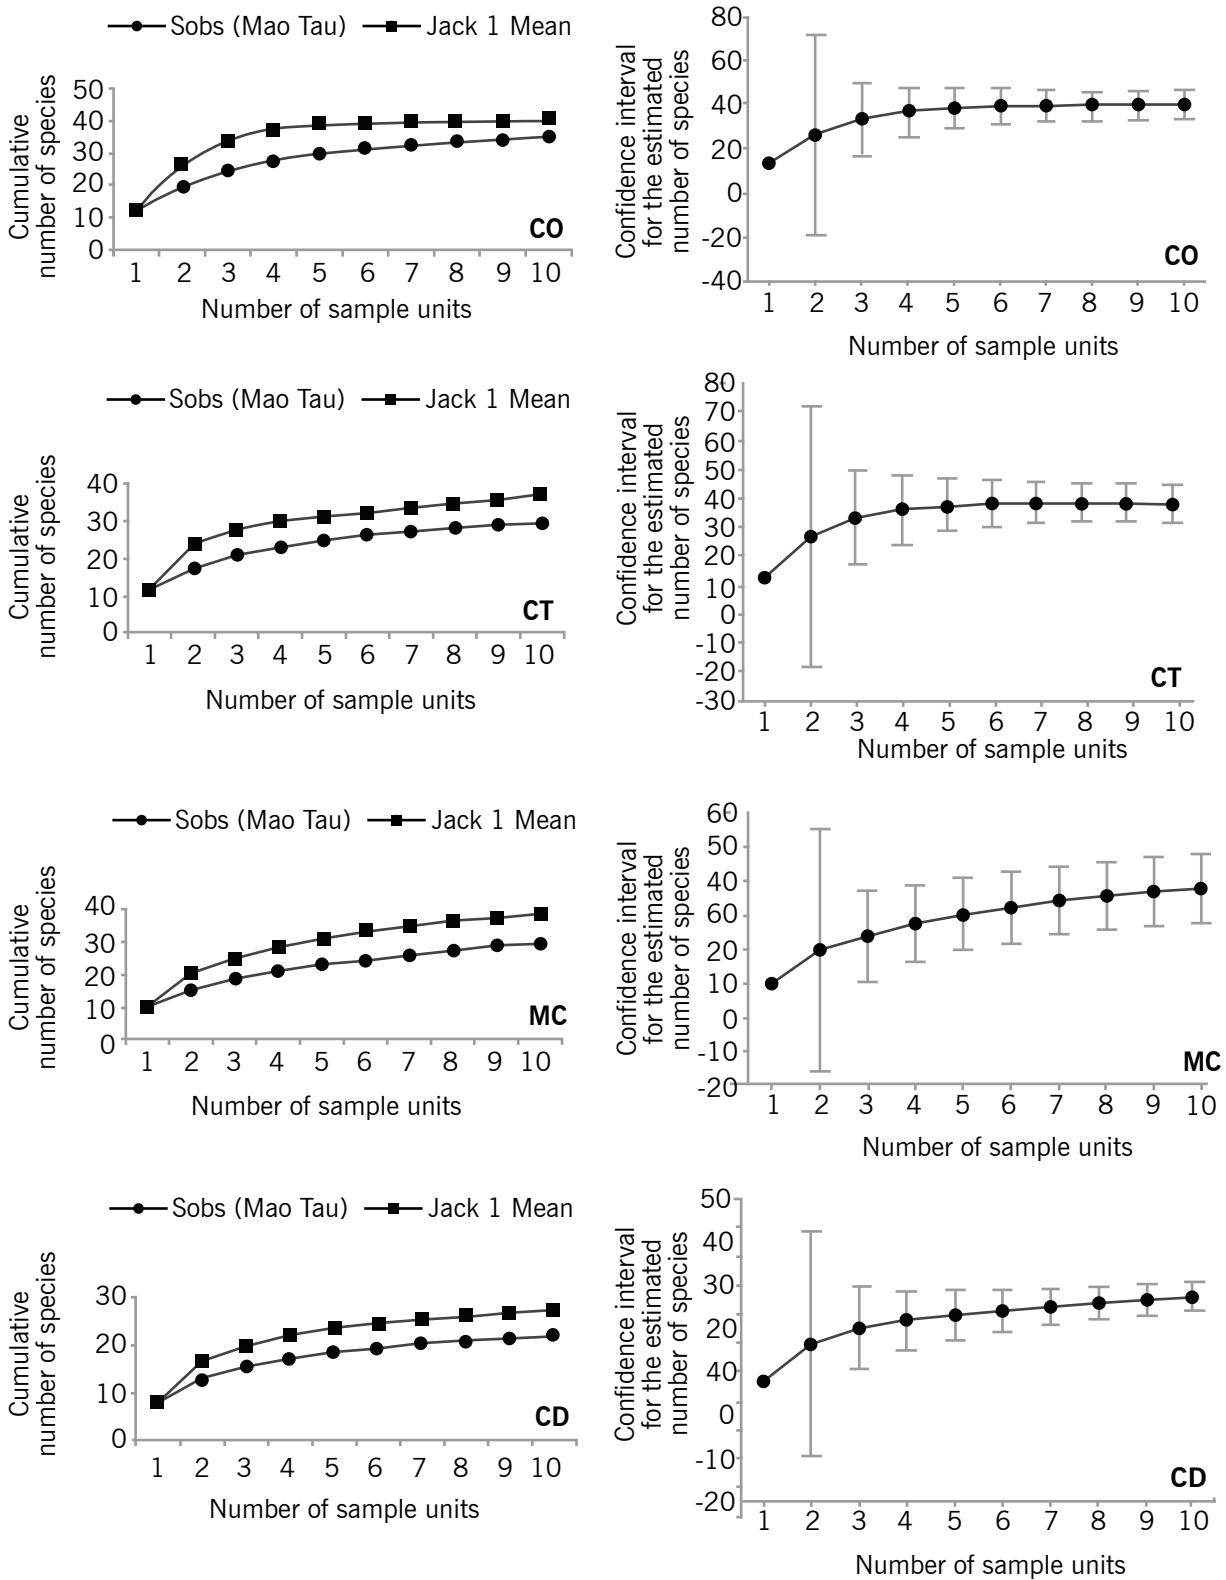 Sobs (Mao Tau) Jack 1 Mean
Cumulative
number of species
50
40
30
20
10
0
CO
1 2 3 4 5 6 7 8 9 10
Number of sample units
Confidence interval
for the estimated
number of species
80
60
40
20
0
-20
-40
CO
1 2 3 4 5 6 7 8 9 10
Number of sample units
Sobs (Mao Tau) Jack 1 Mean
Cumulative
number of species
40
30
20
10
0
CT
1 2 3 4 5 6 7 8 9 10
Number of sample units
Confidence interval
for the estimated
number of species
80
70
60
50
40
30
20
10
0
-10
-20
-30
CT
1 2 3 4 5 6 7 8 9 10
Number of sample units
Sobs (Mao Tau) Jack 1 Mean
Cumulative
number of species
40
30
20
10
0
MC
1 2 3 4 5 6 7 8 9 10
Number of sample units
Confidence interval
for the estimated
number of species
60
50
40
60
20
10
0
-10
-20
MC
1 2 3 4 5 6 7 8 9 10
Number of sample units
Sobs (Mao Tau) Jack 1 Mean
Cumulative
number of species
30
20
10
0
CD
1 2 3 4 5 6 7 8 9 10
Number of sample units
Confidence interval
for the estimated
number of species
50
40
30
20
40
0
-10
-20
CD
1 2 3 4 5 6 7 8 9 10
Number of sample units